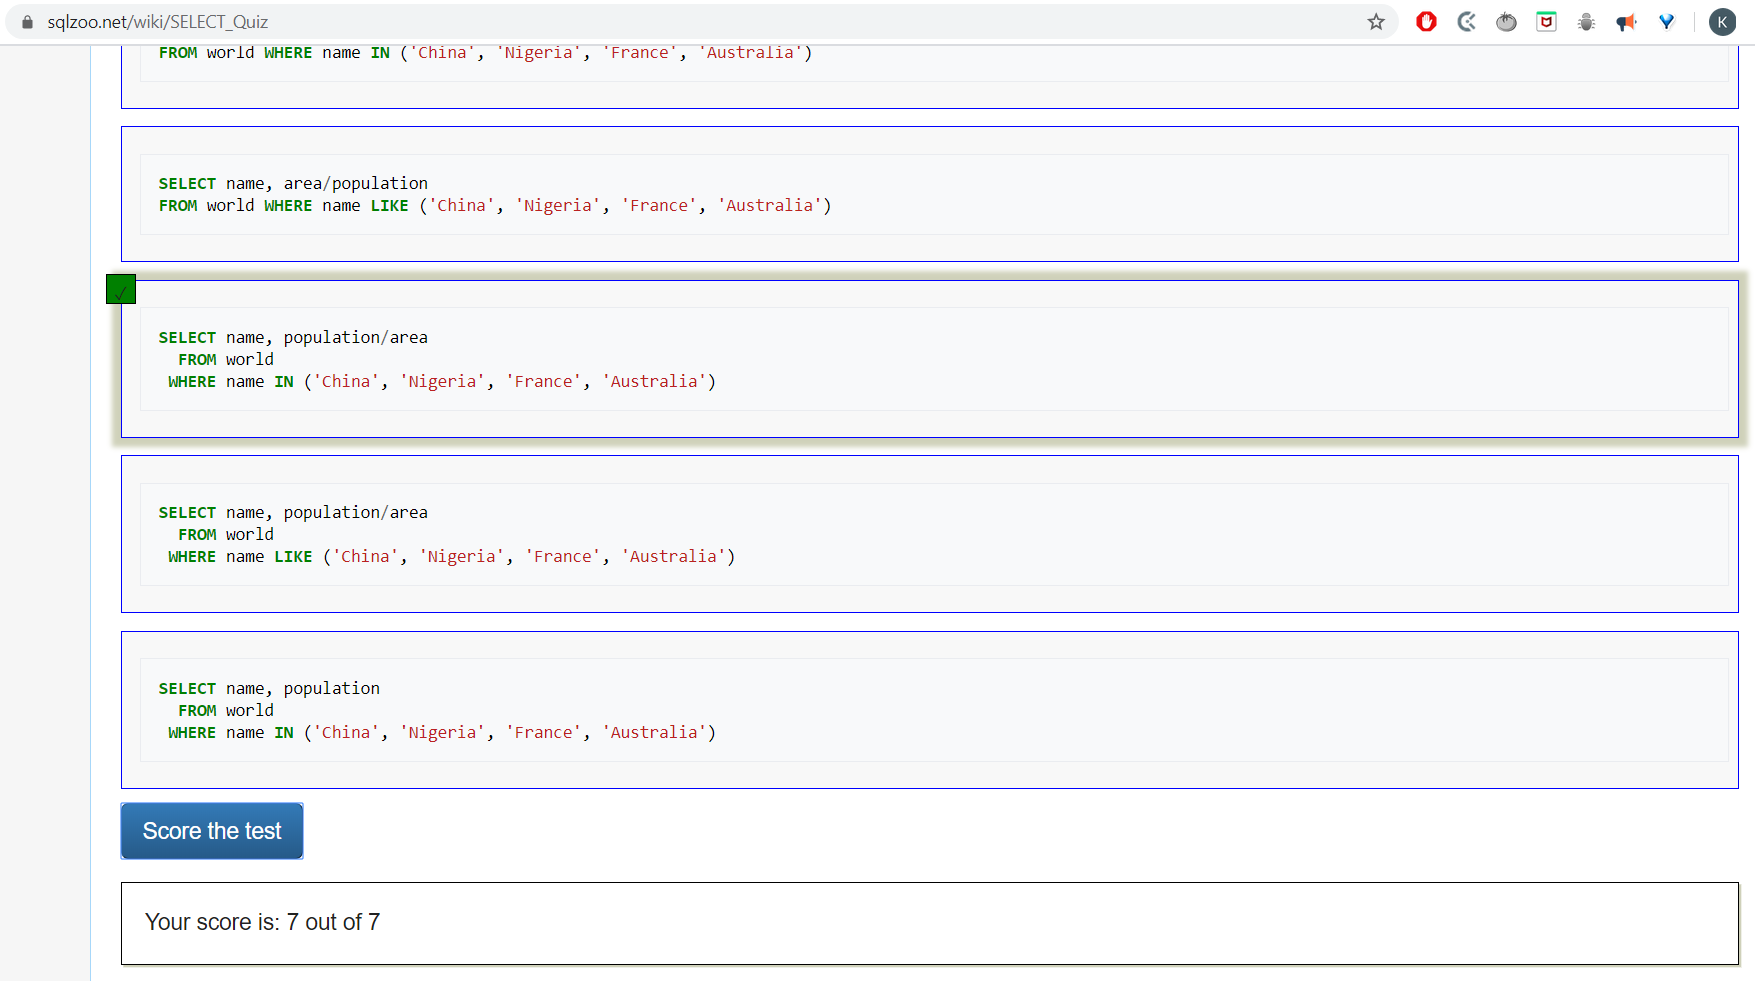 sqlzoo.net/wiki/SELECT_Quiz
K
FROM world WHERE name IN ('China', 'Nigeria', 'France', 'Australia')
SELECT name, area/population
FROM world WHERE name LIKE ('China', 'Nigeria', 'France', 'Australia')
SELECT name, population/area
FROM world
WHERE name IN ('China', 'Nigeria', 'France', 'Australia')
SELECT name, population/area
FROM world
WHERE name LIKE ('China', 'Nigeria', 'France', 'Australia')
SELECT name, population
FROM world
WHERE name IN ('China', 'Nigeria', 'France', 'Australia')
Score the test
Your score is: 7 out of 7